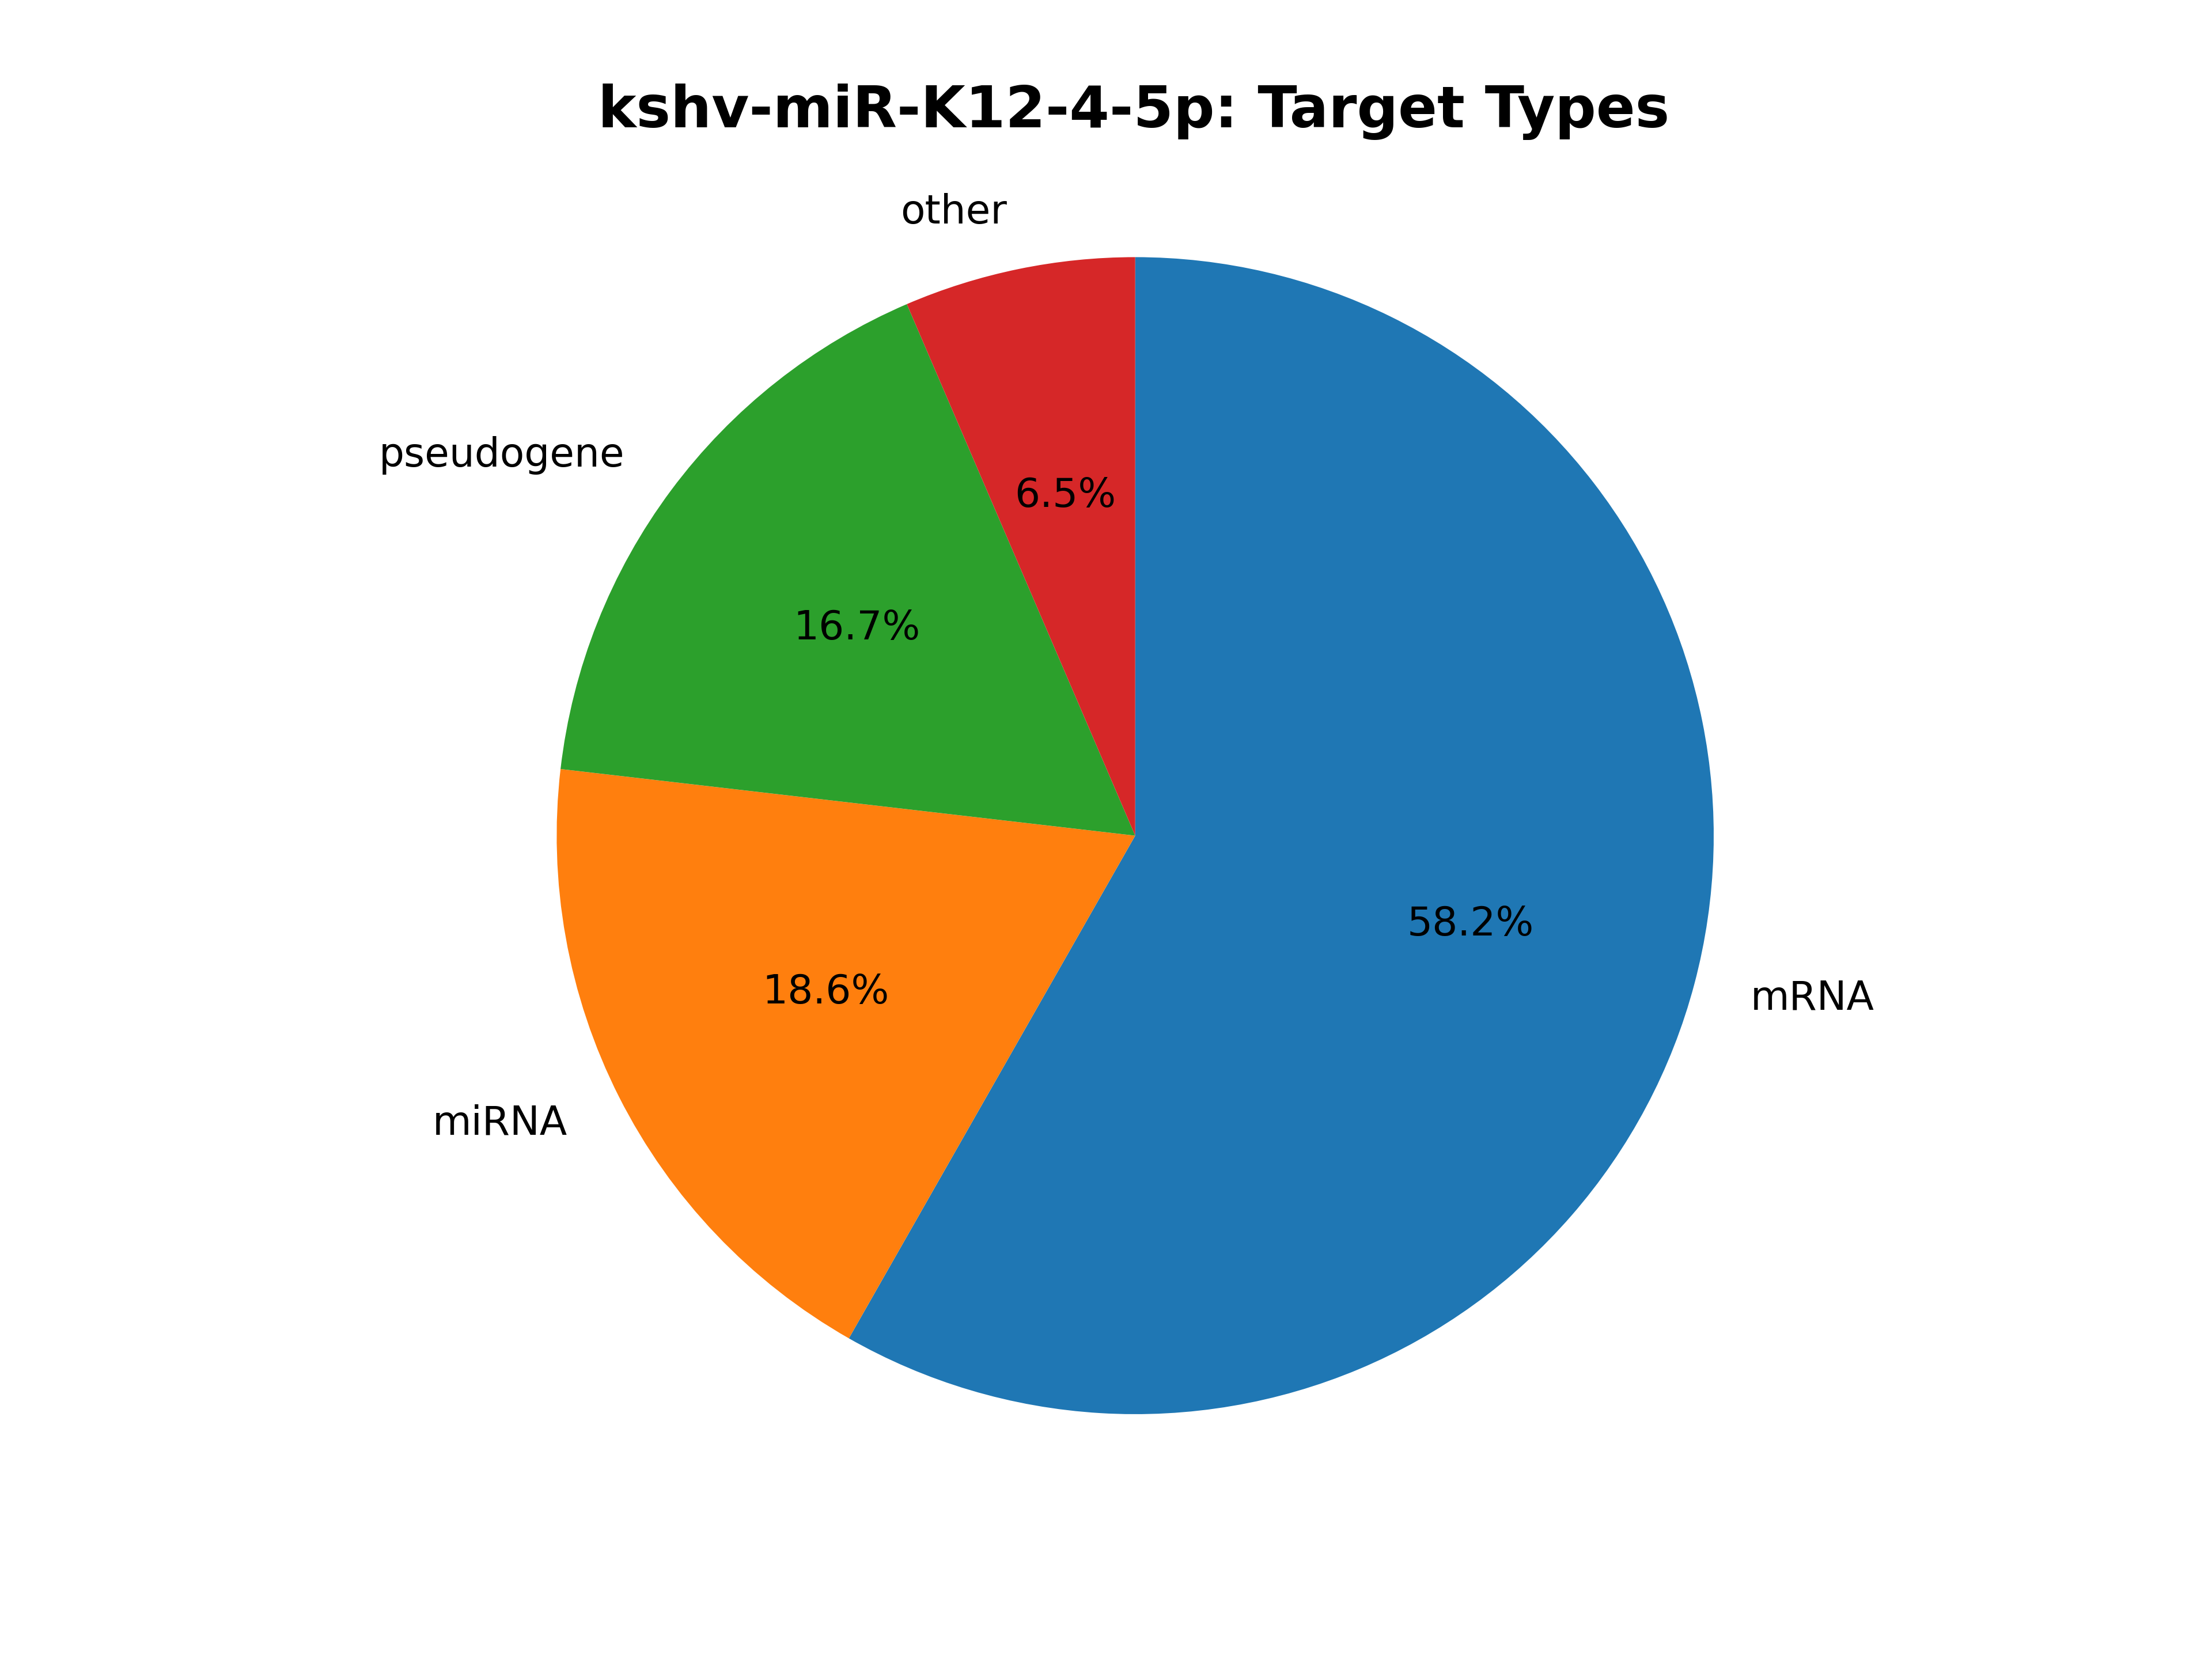 kshv-miR-K12-4-5p: Target Types
other
pseudogene
6.5%
16.7%
58.2%
18.6%
mRNA
miRNA